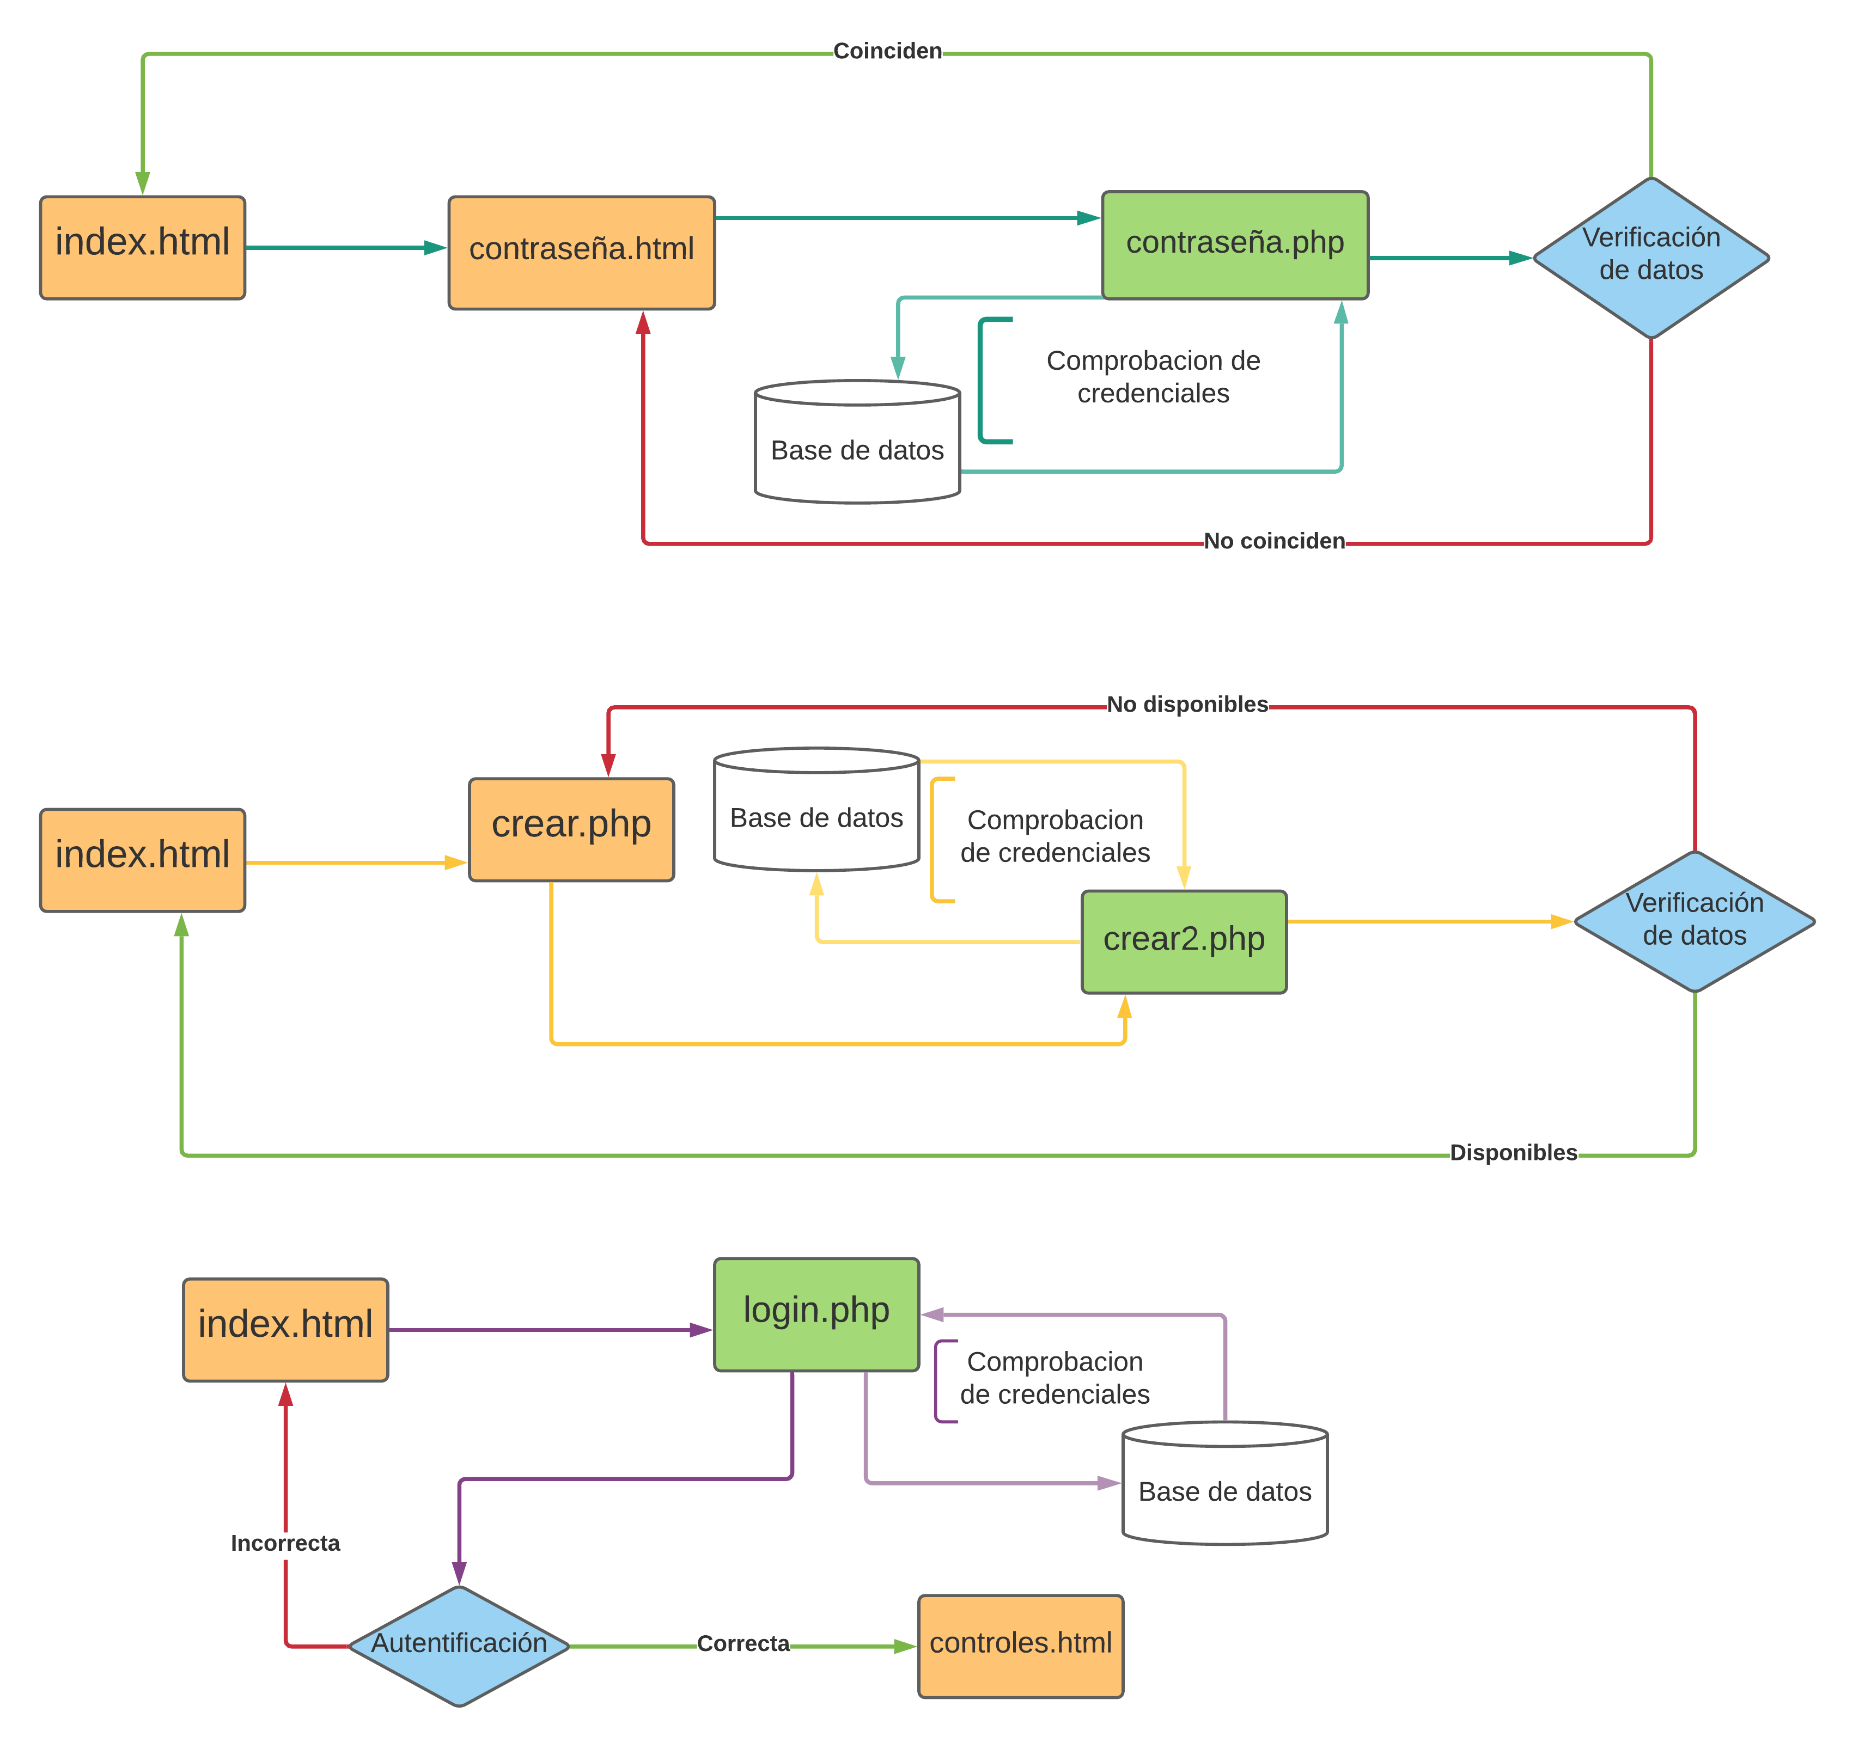 Coinciden
index.html
contraseña.html
contraseña.php
Verificación
de datos
Comprobacion de
credenciales
Base de datos
No coinciden
No disponibles
index.html
crear.php
Base de datos
Comprobacion
de credenciales
crear2.php
Verificación
de datos
Disponibles
index.html
login.php
Comprobacion
de credenciales
Base de datos
Incorrecta
Autentificación
Correcta
controles.html